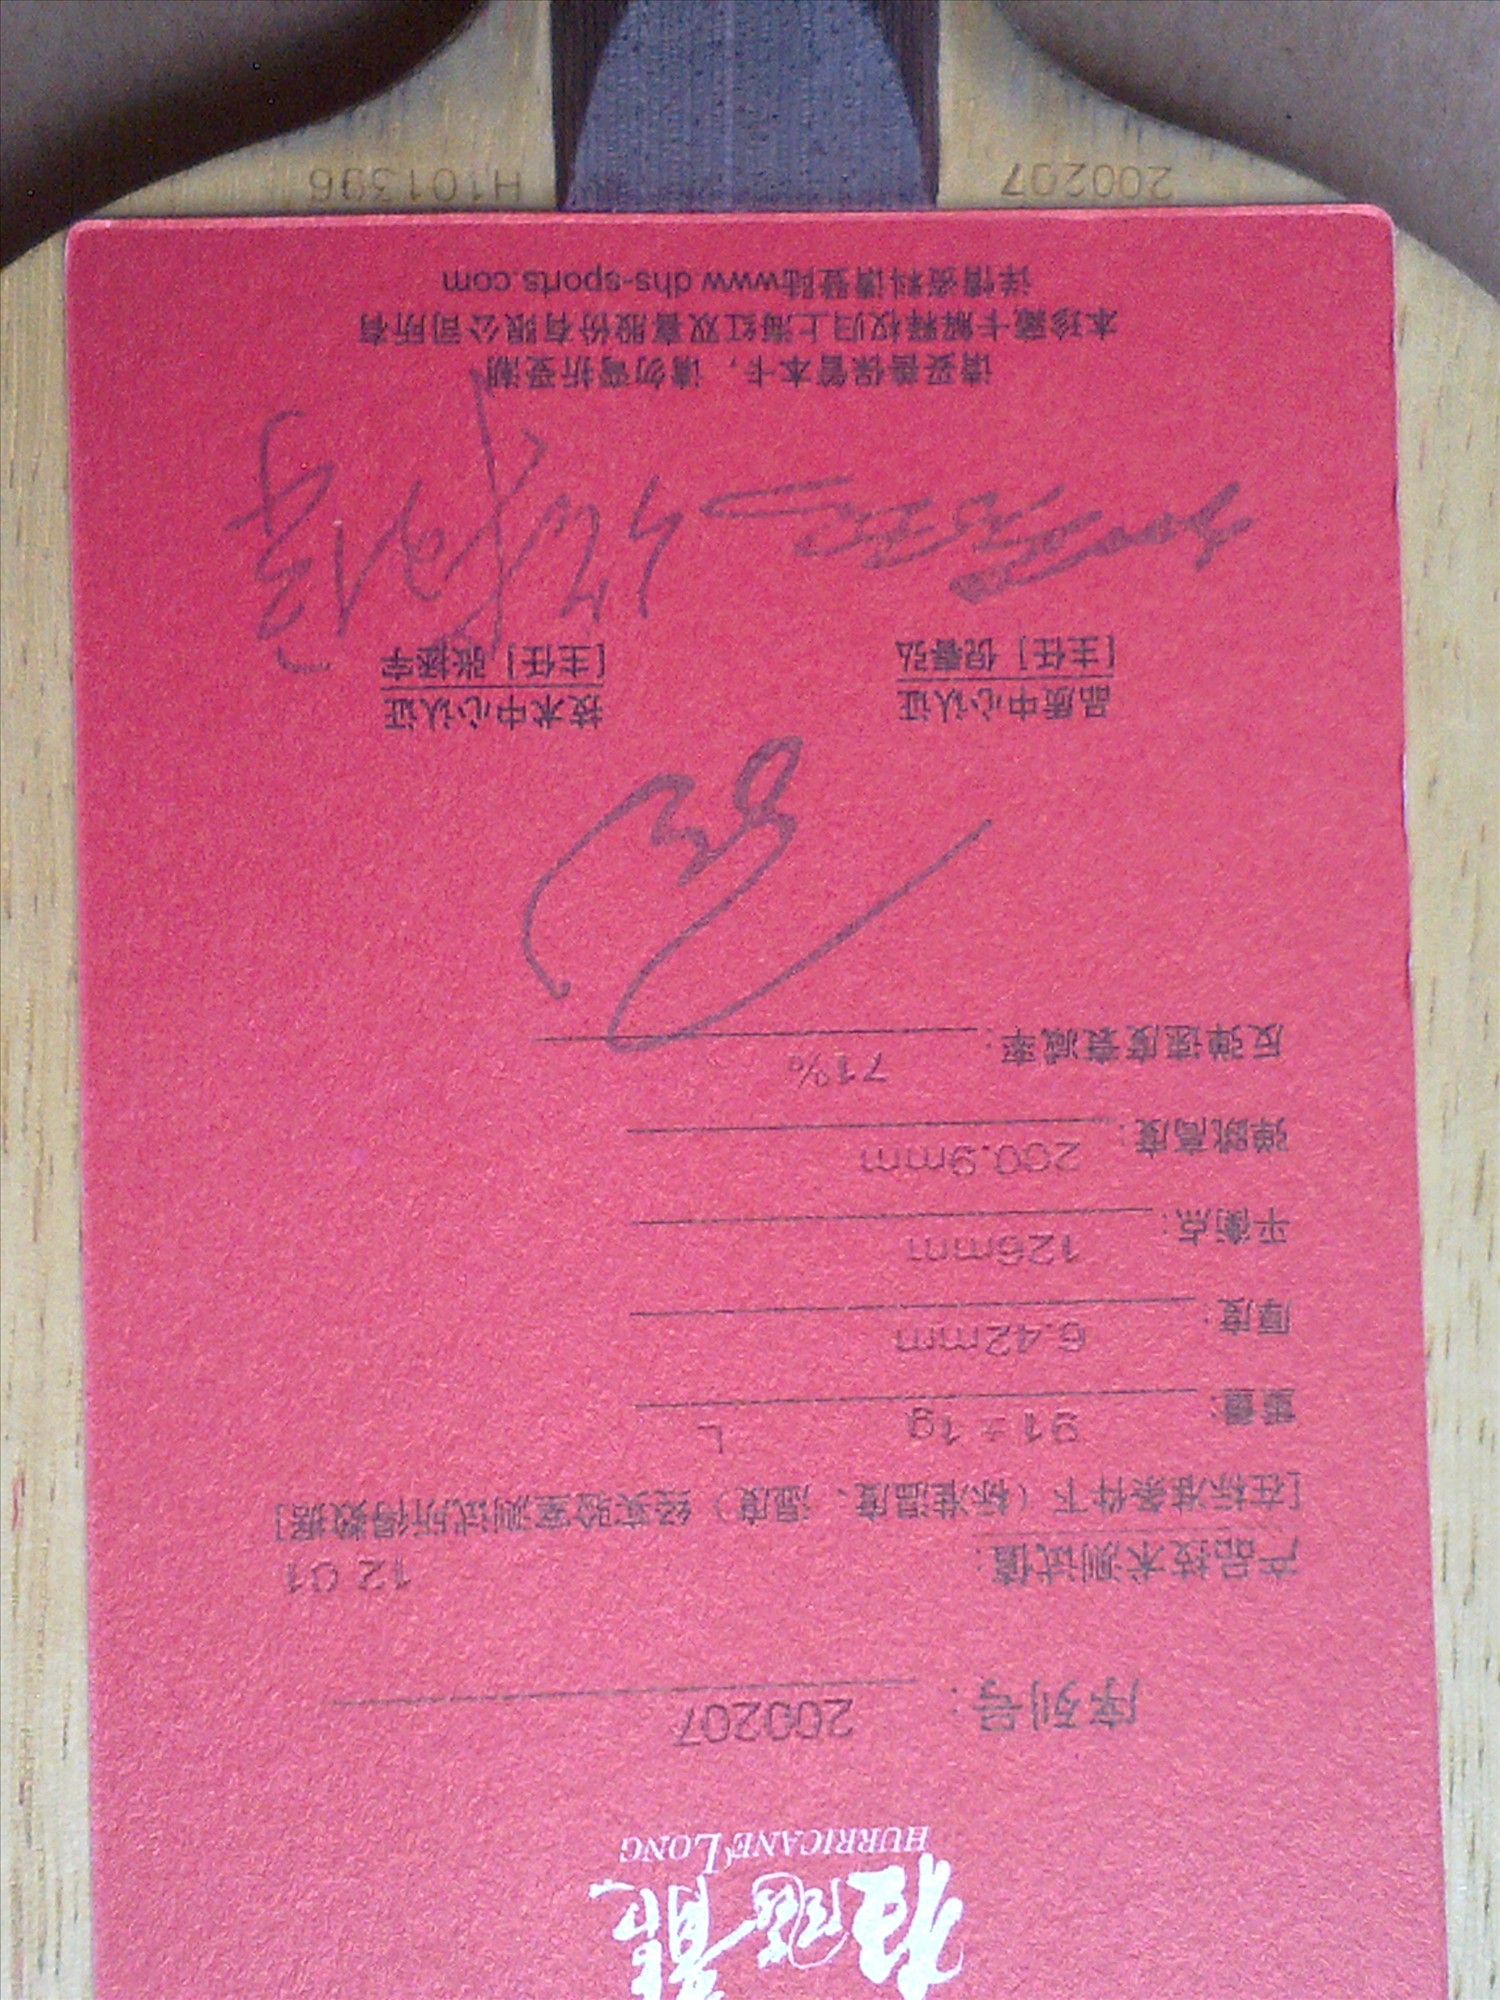 狂飚龍
HURRICANE LONG
序列号： 200207
产品技术测试值： 12 01
[在标准条件下（标准温度、湿度）经实验室测试所得数据]
重量： 91±1g L
厚度： 6.42mm
平衡点： 126mm
弹跳高度： 200.9mm
反弹速度衰减率： 71%
技术中心认证 品质中心认证
[主任] 张拯宇 [主任] 倪春弘
请妥善保管本卡，请勿弯折受潮
本珍藏卡解释权归上海红双喜股份有限公司所有
详情资料请登陆www.dhs-sports.com
200207 H101396